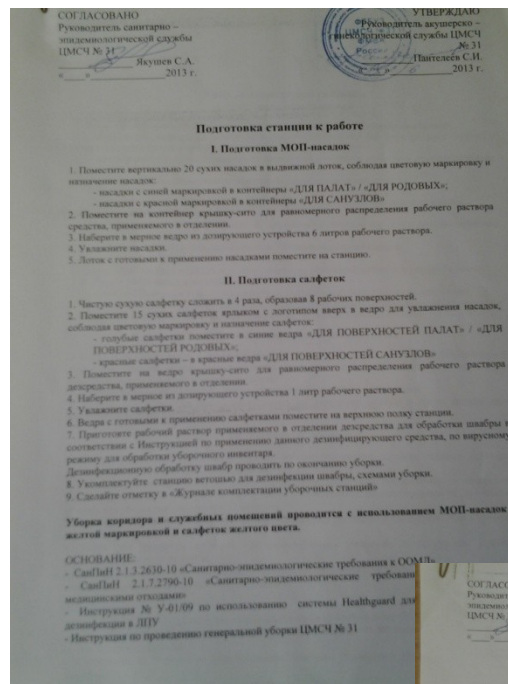 СОГЛАСОВАНО
Руководитель санитарно –
эпидемиологической службы
ЦМСЧ № 31
Якушев С.А.
2013 г.
УТВЕРЖДАЮ
Руководитель акушерско –
гинекологической службы ЦМСЧ
№ 31
Пантелеев С.И.
2013 г.
Подготовка станции к работе
I. Подготовка МОП-насадок
1. Поместите вертикально 20 сухих насадок в выдвижной лоток, соблюдая цветовую маркировку и
назначение насадок:
- насадки с синей маркировкой в контейнеры «ДЛЯ ПАЛАТ» / «ДЛЯ РОДОВЫХ»;
- насадки с красной маркировкой в контейнеры «ДЛЯ САНУЗЛОВ»
2. Поместите на контейнер крышку-сито для равномерного распределения рабочего раствора
средства, применяемого в отделении.
3. Наберите в мерное ведро из дозирующего устройства 6 литров рабочего раствора.
4. Увлажните насадки.
5. Лоток с готовыми к применению насадками поместите на станцию.
II. Подготовка салфеток
1. Чистую сухую салфетку сложить в 4 раза, образовав 8 рабочих поверхностей.
2. Поместите 15 сухих салфеток ярлыком с логотипом вверх в ведро для увлажнения насадок,
соблюдая цветовую маркировку и назначение салфеток:
- голубые салфетки поместите в синие ведра «ДЛЯ ПОВЕРХНОСТЕЙ ПАЛАТ» / «ДЛЯ
ПОВЕРХНОСТЕЙ РОДОВЫХ»;
- красные салфетки – в красные ведра «ДЛЯ ПОВЕРХНОСТЕЙ САНУЗЛОВ»
3. Поместите на ведро крышку-сито для равномерного распределения рабочего раствора
дезсредства, применяемого в отделении.
4. Наберите в мерное из дозирующего устройства 1 литр рабочего раствора.
5. Увлажните салфетки.
6. Ведра с готовыми к применению салфетками поместите на верхнюю полку станции.
7. Приготовте рабочий раствор применяемого в отделении дезсредства для обработки швабры в
соответствии с Инструкцией по применению данного дезинфицирующего средства, по вирусному
режиму для обработки уборочного инвентаря.
Дезинфекционную обработку швабр проводить по окончанию уборки.
8. Укомплектуйте станцию ветошью для дезинфекции швабры, схемами уборки.
9. Сделайте отметку в «Журнале комплектации уборочных станций»
Уборка коридора и служебных помещений проводится с использованием МОП-насадок
желтой маркировкой и салфеток желтого цвета.
ОСНОВАНИЕ:
- СанПиН 2.1.3.2630-10 «Санитарно-эпидемиологические требования к ООМД»
- СанПиН 2.1.7.2790-10 «Санитарно-эпидемиологические
медицинскими отходами»
- Инструкция № У-01/09 по использованию системы Healthguard для
дезинфекции в ЛПУ
- Инструкция по проведению генеральной уборки ЦМСЧ № 31